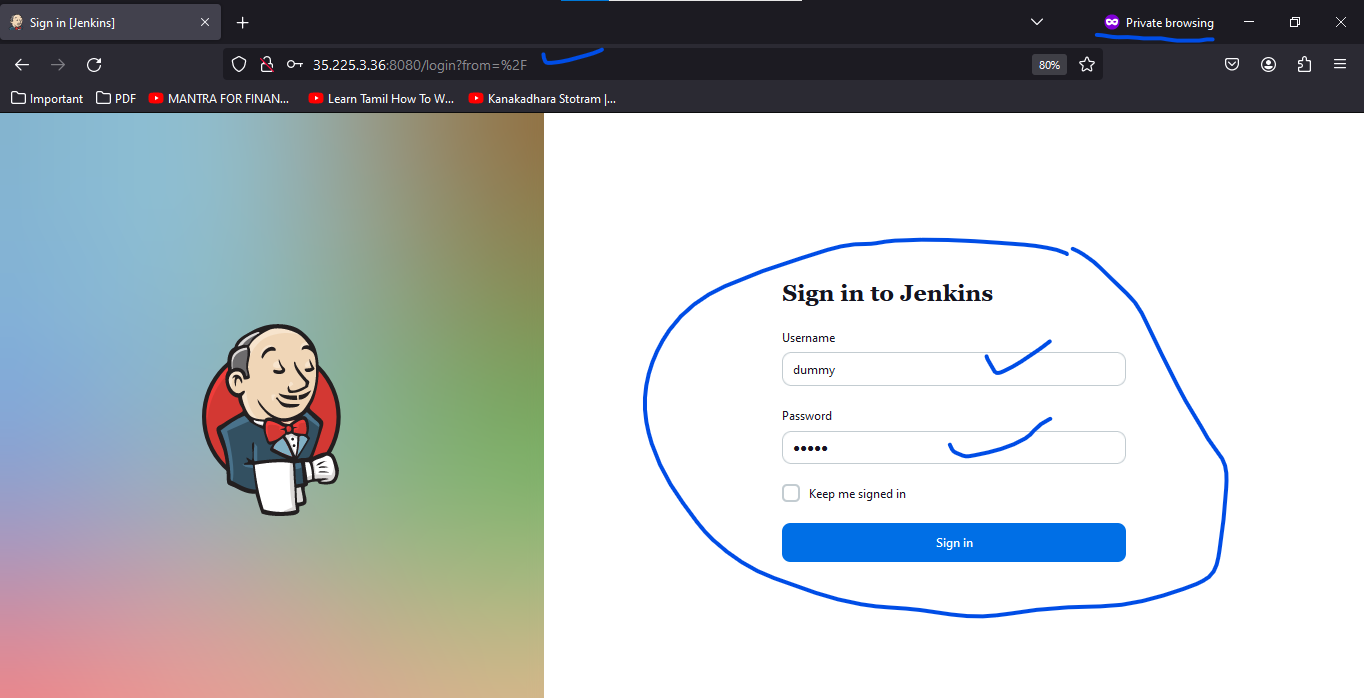 Sign in [Jenkins]
Private browsing
35.225.3.36:8080/login?from=%2F
80%
Important
PDF
MANTRA FOR FINAN...
Learn Tamil How To W...
Kanakadhara Stotram |...
Sign in to Jenkins
Username
dummy
Password
•••••
Keep me signed in
Sign in